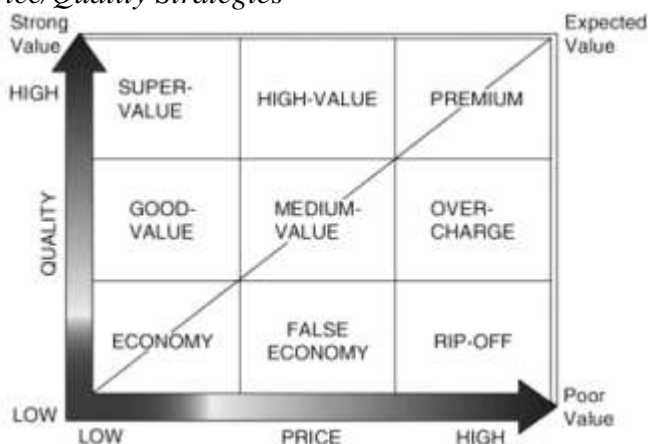 ice/Quality Strategies
Strong
Value
Expected
Value
HIGH
SUPER-
VALUE
HIGH-VALUE
PREMIUM
QUALITY
GOOD-
VALUE
MEDIUM-
VALUE
OVER-
CHARGE
ECONOMY
FALSE
ECONOMY
RIP-OFF
LOW
Poor
Value
LOW
PRICE
HIGH